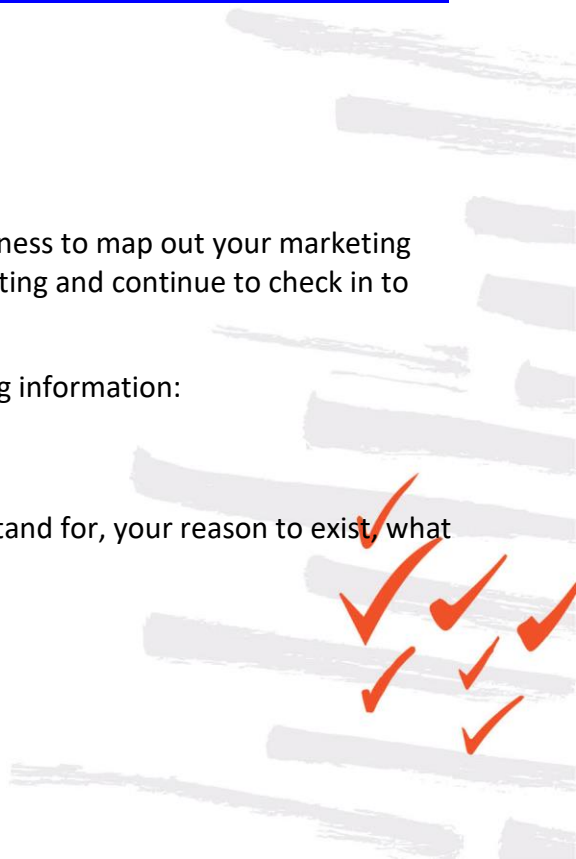 ness to map out your marketing
ting and continue to check in to
g information:
tand for, your reason to exist, what